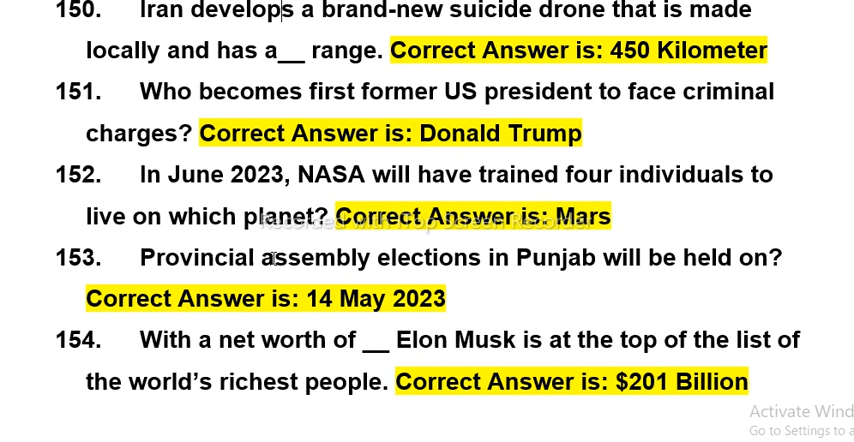 150. Iran develops a brand-new suicide drone that is made
locally and has a__ range. Correct Answer is: 450 Kilometer
151. Who becomes first former US president to face criminal
charges? Correct Answer is: Donald Trump
152. In June 2023, NASA will have trained four individuals to
live on which planet? Correct Answer is: Mars
Recorded with iTop Screen Recorder
153. Provincial assembly elections in Punjab will be held on?
Correct Answer is: 14 May 2023
154. With a net worth of __ Elon Musk is at the top of the list of
the world's richest people. Correct Answer is: $201 Billion
Activate Wind
Go to Settings to a